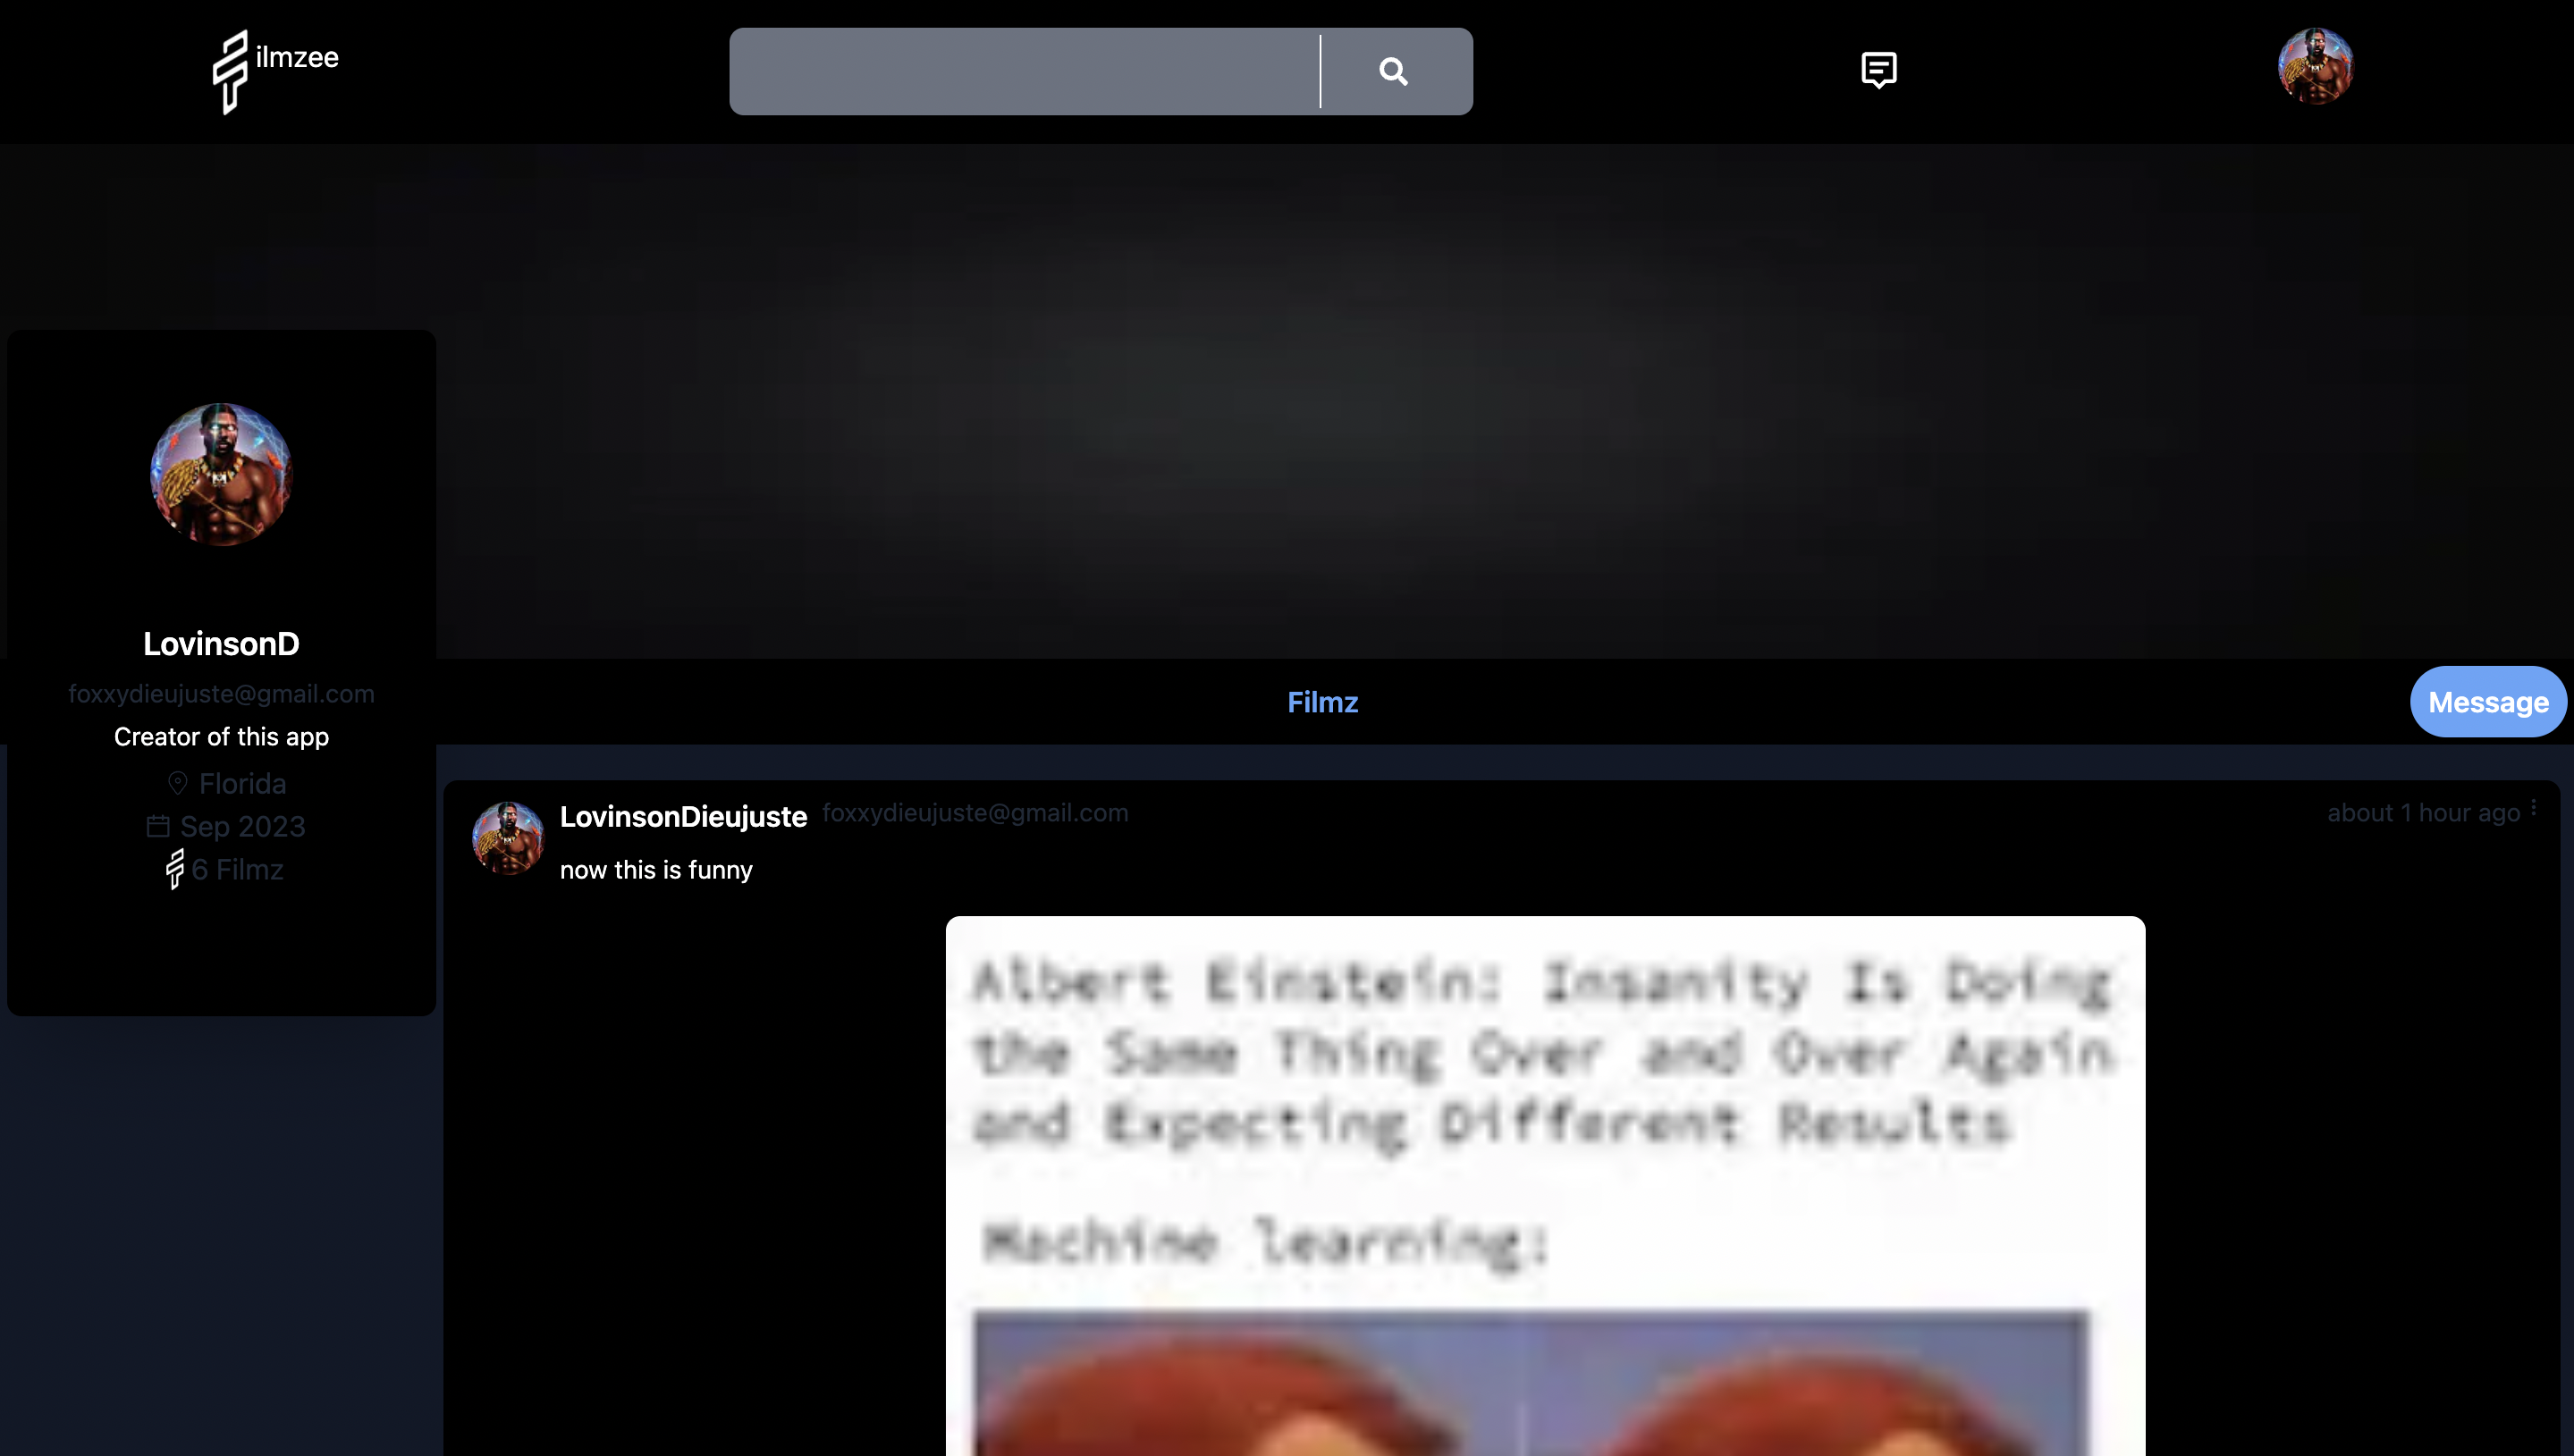 ilmzee
LovinsonD
foxxydieujuste@gmail.com
Creator of this app
Florida
Sep 2023
6 Filmz
Filmz
Message
LovinsonDieujuste foxxydieujuste@gmail.com about 1 hour ago
now this is funny
Albert Einstein: Insanity Is Doing
the Same Thing Over and Over Again
and Expecting Different Results
Machine learning: